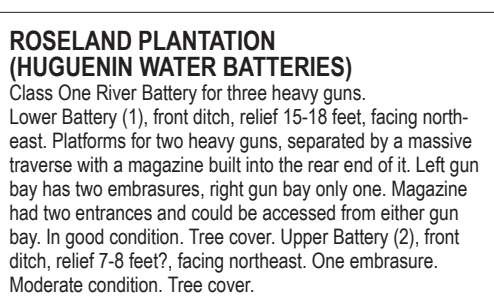 ROSELAND PLANTATION
(HUGUENIN WATER BATTERIES)
Class One River Battery for three heavy guns.
Lower Battery (1), front ditch, relief 15-18 feet, facing north-
east. Platforms for two heavy guns, separated by a massive
traverse with a magazine built into the rear end of it. Left gun
bay has two embrasures, right gun bay only one. Magazine
had two entrances and could be accessed from either gun
bay. In good condition. Tree cover. Upper Battery (2), front
ditch, relief 7-8 feet?, facing northeast. One embrasure.
Moderate condition. Tree cover.